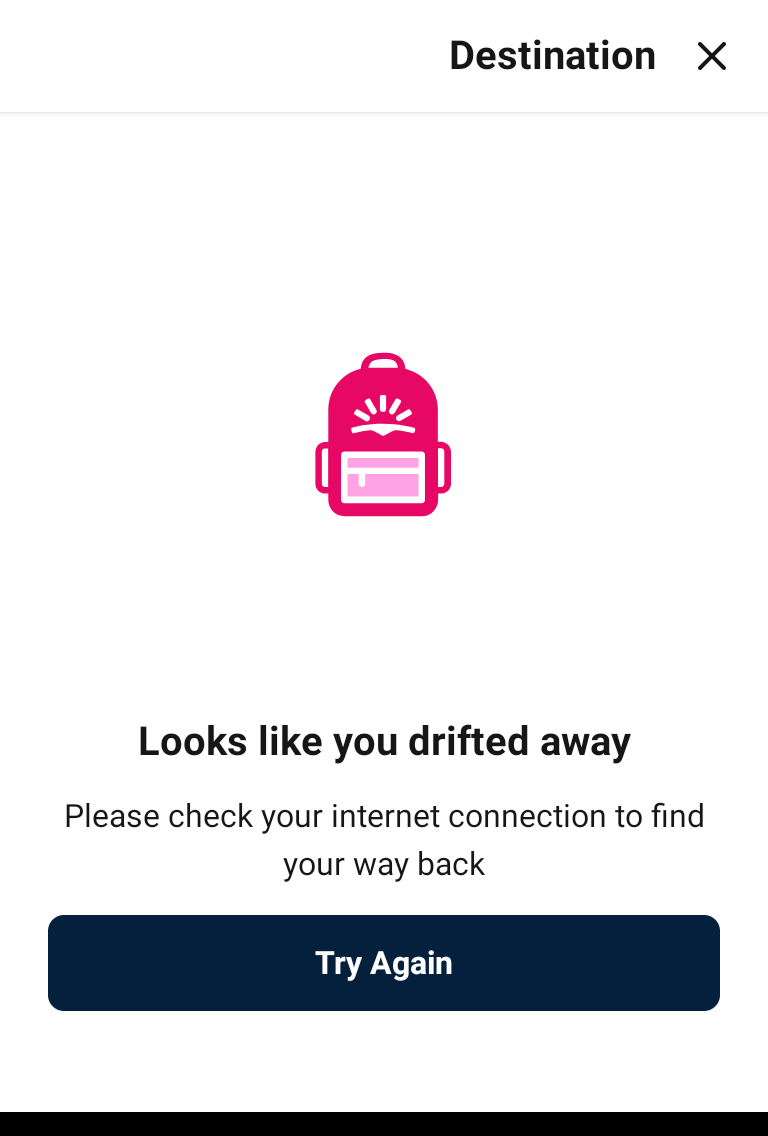 Destination
Looks like you drifted away
Please check your internet connection to find
your way back
Try Again